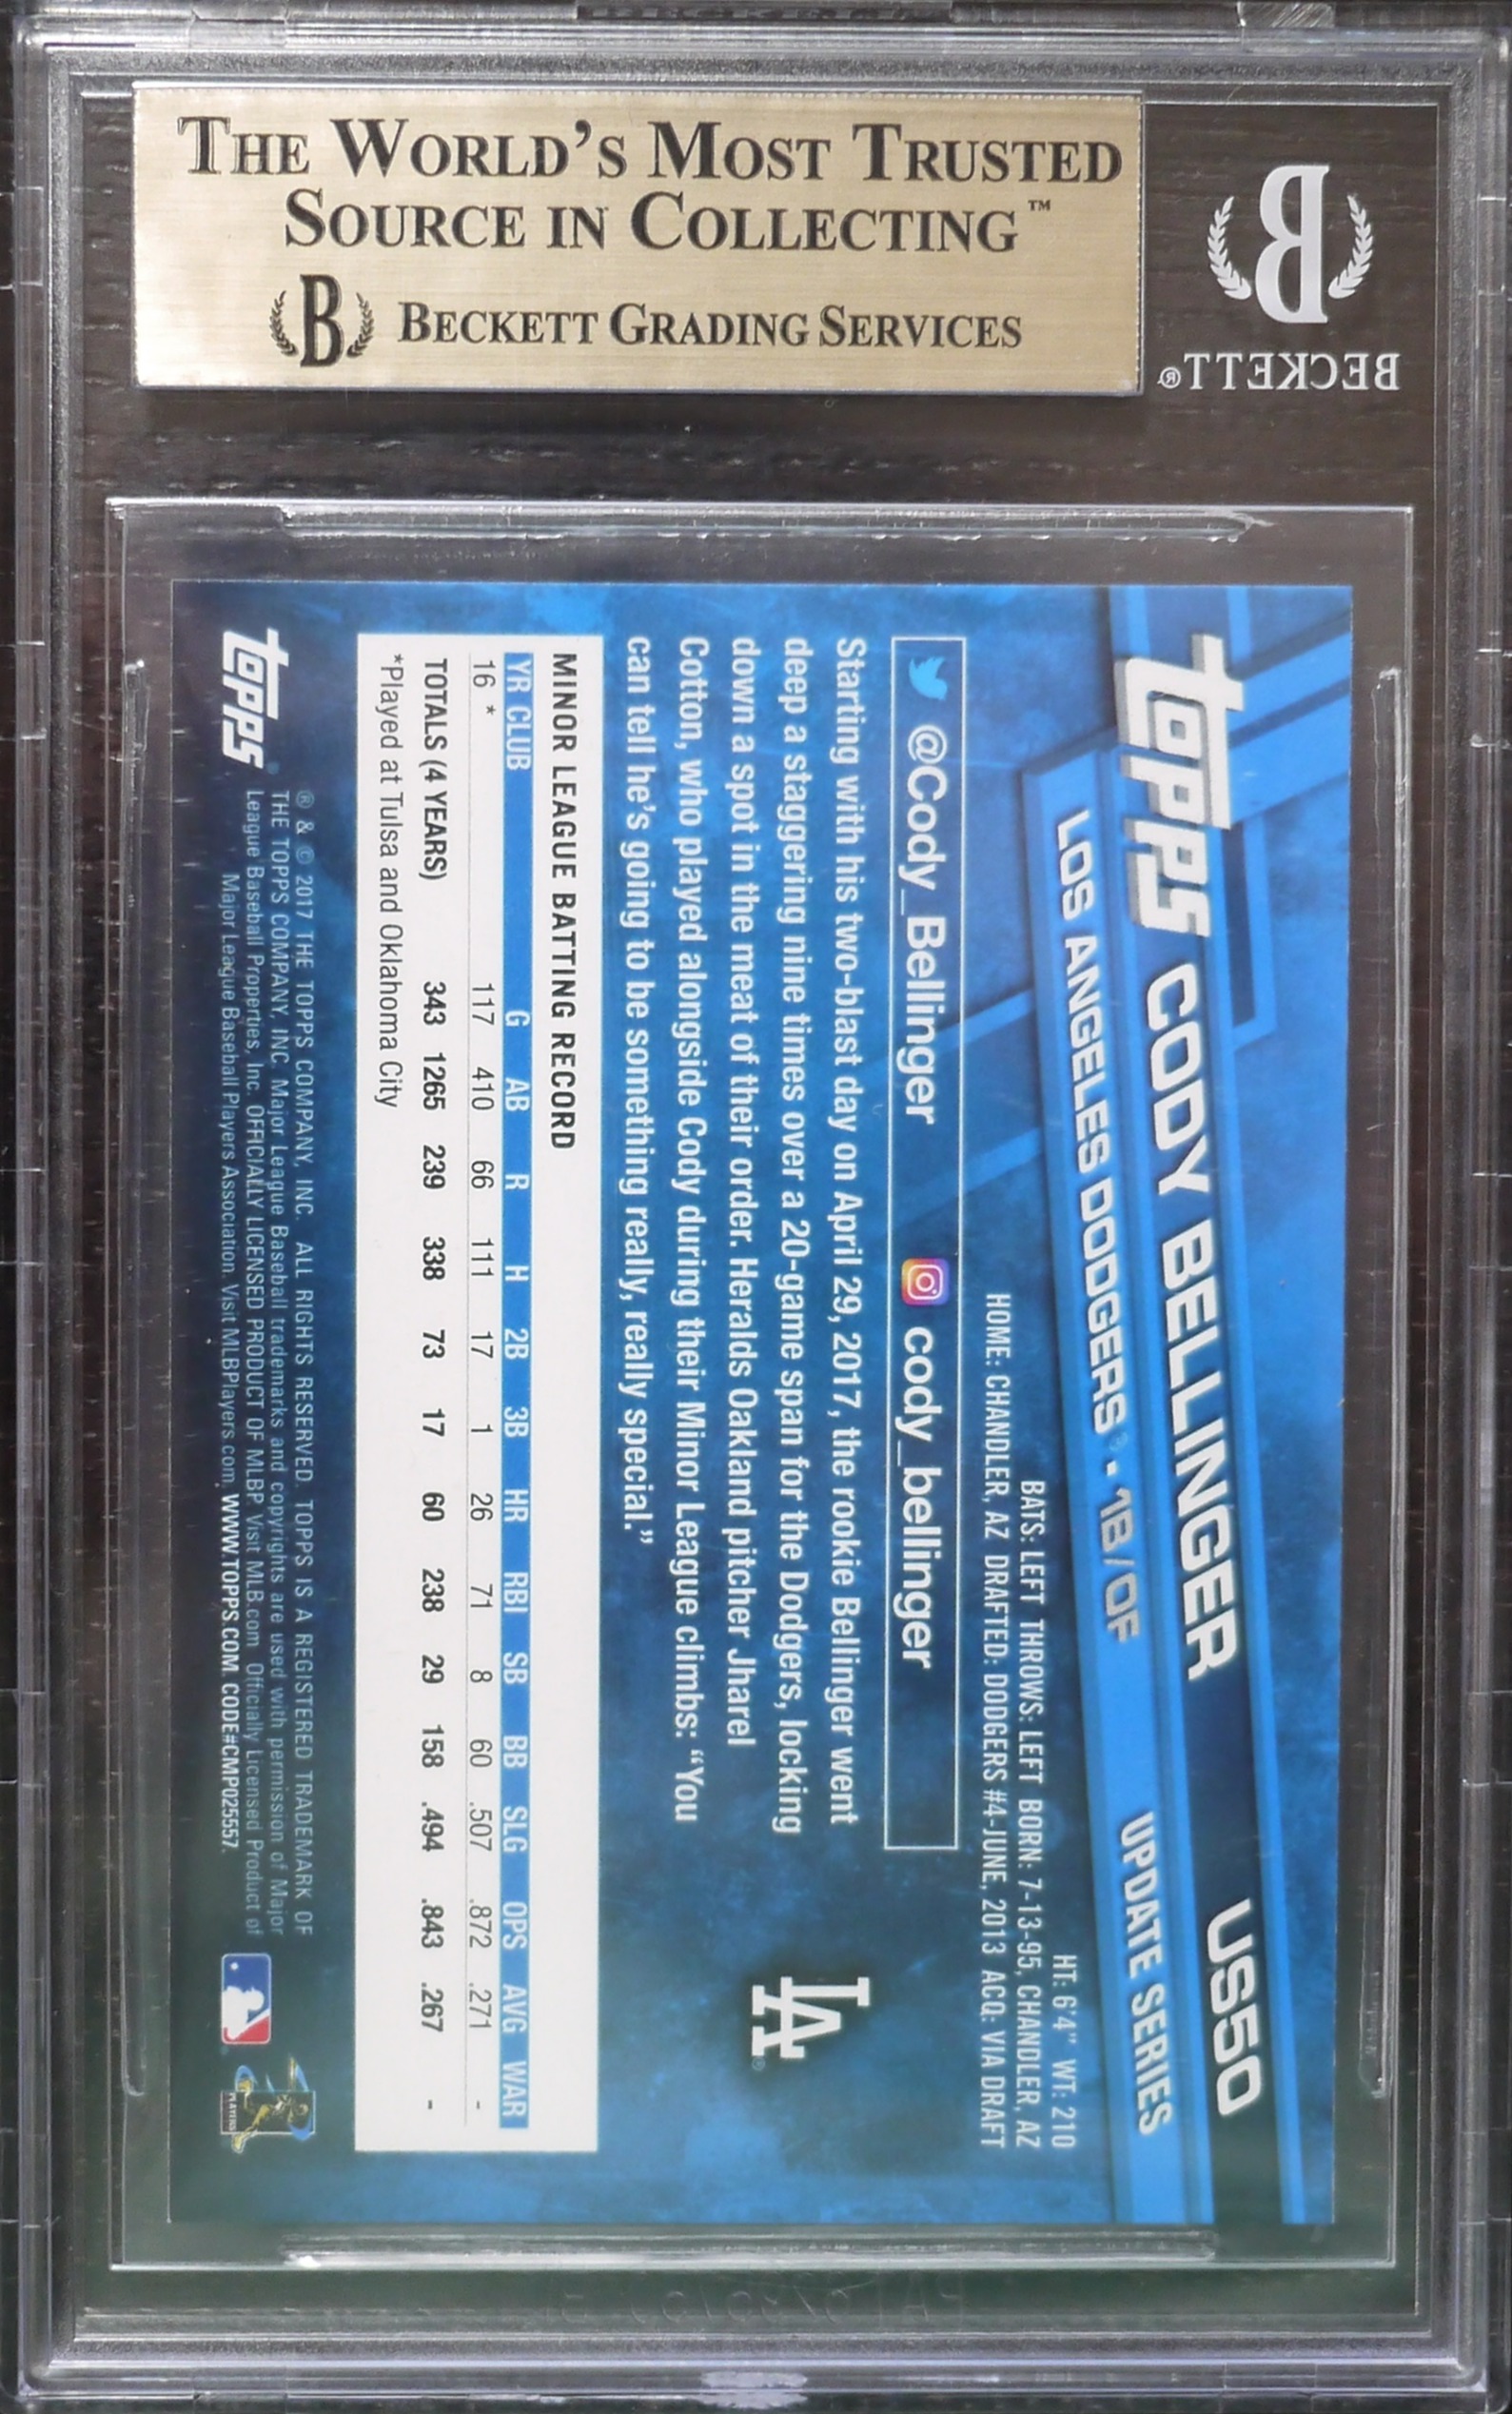 THE WORLD'S MOST TRUSTED
SOURCE IN COLLECTING™
B BECKETT GRADING SERVICES
B
BECKETT®
topps CODY BELLINGER US50
LOS ANGELES DODGERS® • 1B/OF UPDATE SERIES
HT: 6'4" WT: 210
BATS: LEFT THROWS: LEFT BORN: 7-13-95, CHANDLER, AZ
HOME: CHANDLER, AZ DRAFTED: DODGERS #4-JUNE, 2013 ACQ: VIA DRAFT
@Cody_Bellinger cody_bellinger
Starting with his two-blast day on April 29, 2017, the rookie Bellinger went
deep a staggering nine times over a 20-game span for the Dodgers, locking
down a spot in the meat of their order. Heralds Oakland pitcher Jharel
Cotton, who played alongside Cody during their Minor League climbs: “You
can tell he's going to be something really, really special.”
LA®
MINOR LEAGUE BATTING RECORD
YR CLUB G AB R H 2B 3B HR RBI SB BB SLG OPS AVG WAR
16 * 117 410 66 111 17 1 26 71 8 60 .507 .872 .271 -
TOTALS (4 YEARS) 343 1265 239 338 73 17 60 238 29 158 .494 .843 .267 -
*Played at Tulsa and Oklahoma City
topps®
® & © 2017 THE TOPPS COMPANY, INC. ALL RIGHTS RESERVED. TOPPS IS A REGISTERED TRADEMARK OF
THE TOPPS COMPANY, INC. Major League Baseball trademarks and copyrights are used with permission of Major
League Baseball Properties, Inc. OFFICIALLY LICENSED PRODUCT OF MLBP. Visit MLB.com Officially Licensed Product of
Major League Baseball Players Association. Visit MLBPlayers.com. WWW.TOPPS.COM. CODE#CMP025557.
PLAYERS